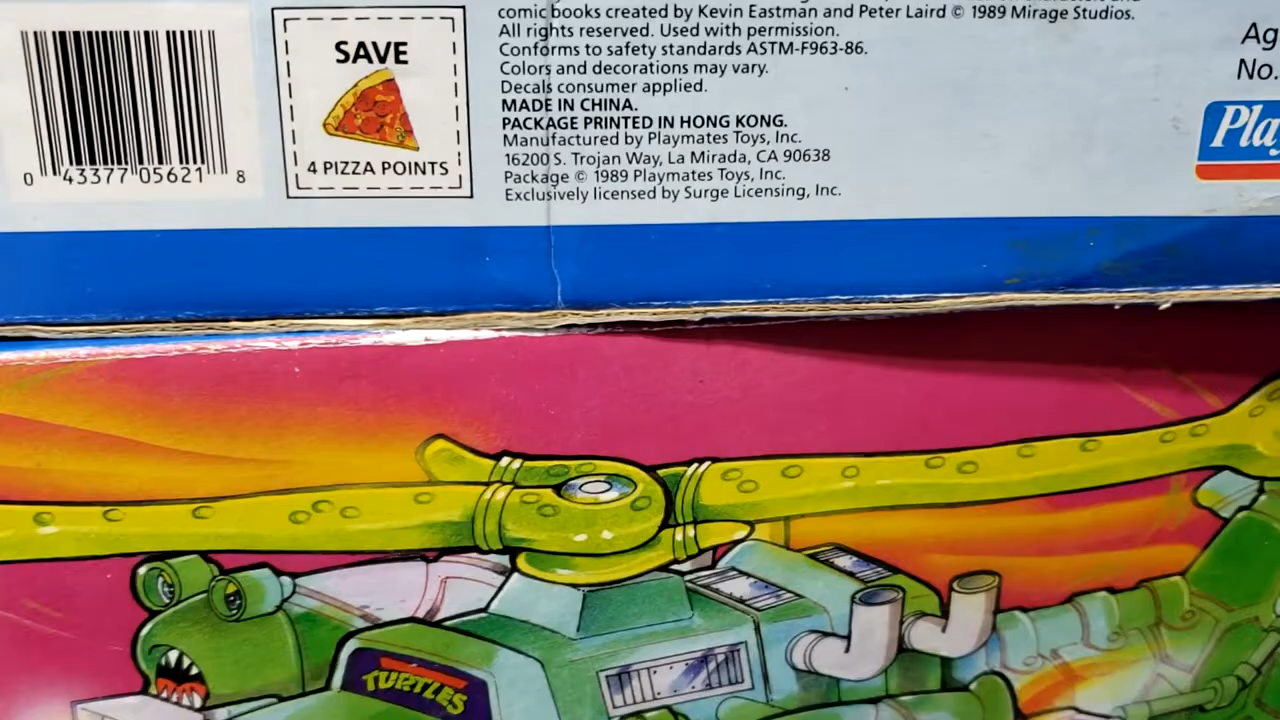 comic books created by Kevin Eastman and Peter Laird © 1989 Mirage Studios.
All rights reserved. Used with permission.
Conforms to safety standards ASTM-F963-86.
Colors and decorations may vary.
Decals consumer applied.
MADE IN CHINA.
PACKAGE PRINTED IN HONG KONG.
Manufactured by Playmates Toys, Inc.
16200 S. Trojan Way, La Mirada, CA 90638
Package © 1989 Playmates Toys, Inc.
Exclusively licensed by Surge Licensing, Inc.
SAVE
4 PIZZA POINTS
0 43377 05621 8
Ag
No.
Pla
TURTLES